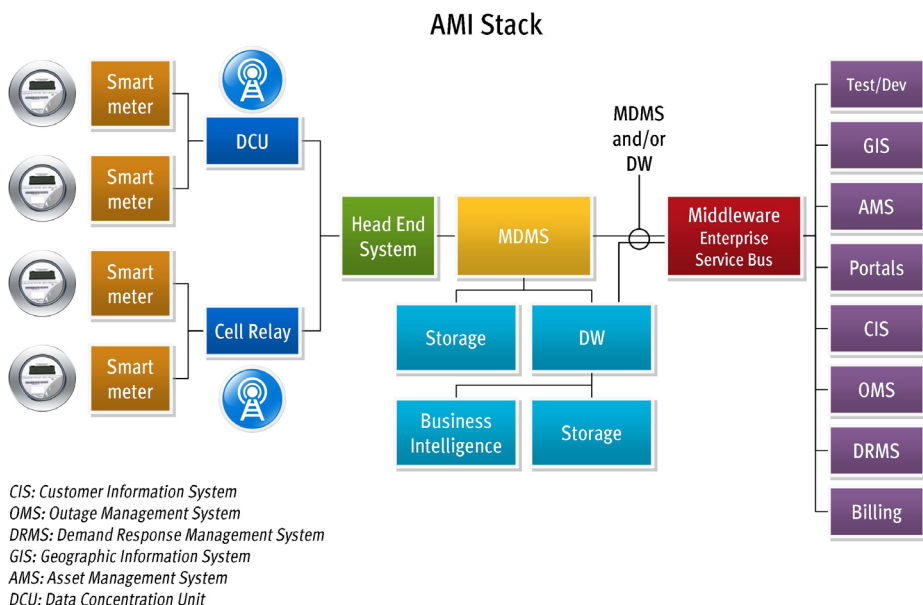 AMI Stack
Smart
meter
Smart
meter
Smart
meter
Smart
meter
DCU
Cell Relay
Head End
System
MDMS
Storage
DW
Business
Intelligence
Storage
MDMS
and/or
DW
Middleware
Enterprise
Service Bus
Test/Dev
GIS
AMS
Portals
CIS
OMS
DRMS
Billing
CIS: Customer Information System
OMS: Outage Management System
DRMS: Demand Response Management System
GIS: Geographic Information System
AMS: Asset Management System
DCU: Data Concentration Unit